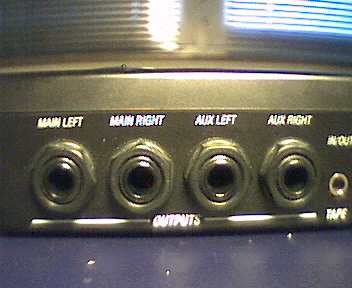 MAIN LEFT
MAIN RIGHT
AUX LEFT
AUX RIGHT
IN/OUT
OUTPUTS
TAPE